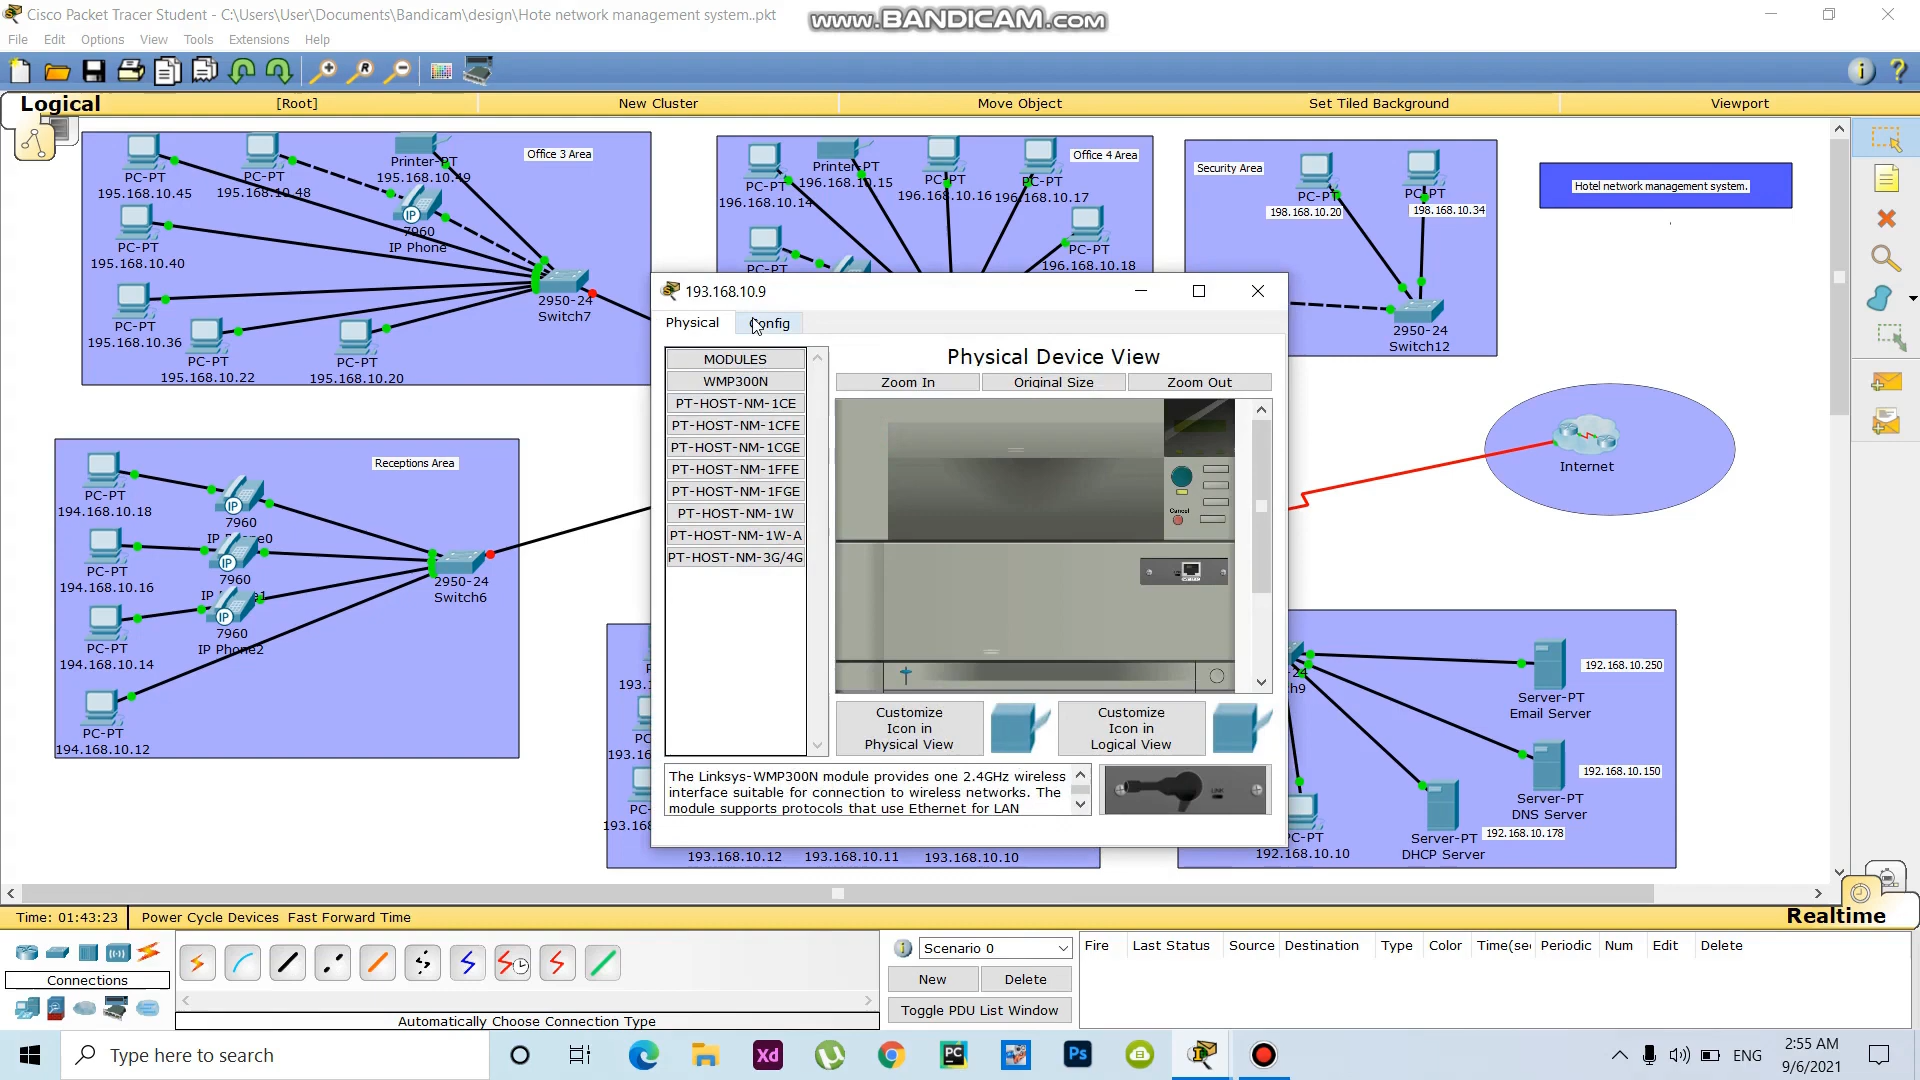 Cisco Packet Tracer Student - C:\Users\User\Documents\Bandicam\design\Hote network management system..pkt
www.BANDICAM.com
File Edit Options View Tools Extensions Help
Logical
[Root]
New Cluster
Move Object
Set Tiled Background
Viewport
Office 3 Area
PC-PT
195.168.10.45
PC-PT
195.168.10.48
Printer-PT
195.168.10.49
IP
7960
IP Phone
PC-PT
195.168.10.40
PC-PT
195.168.10.36
PC-PT
195.168.10.22
PC-PT
195.168.10.20
2950-24
Switch7
Office 4 Area
PC-PT
196.168.10.14
Printer-PT
196.168.10.15
PC-PT
196.168.10.16
PC-PT
196.168.10.17
PC-PT
PC-PT
196.168.10.18
Security Area
PC-PT
198.168.10.20
PC-PT
198.168.10.34
2950-24
Switch12
Hotel network management system.
Internet
Receptions Area
PC-PT
194.168.10.18
IP
7960
IP Phone0
PC-PT
194.168.10.16
IP
7960
PC-PT
194.168.10.14
IP
7960
IP Phone2
PC-PT
194.168.10.12
2950-24
Switch6
193.168.10.9
Physical
Config
MODULES
WMP300N
PT-HOST-NM-1CE
PT-HOST-NM-1CFE
PT-HOST-NM-1CGE
PT-HOST-NM-1FFE
PT-HOST-NM-1FGE
PT-HOST-NM-1W
PT-HOST-NM-1W-A
PT-HOST-NM-3G/4G
Physical Device View
Zoom In
Original Size
Zoom Out
Cancel
Customize
Icon in
Physical View
Customize
Icon in
Logical View
The Linksys-WMP300N module provides one 2.4GHz wireless
interface suitable for connection to wireless networks. The
module supports protocols that use Ethernet for LAN
193.168.10.12
193.168.10.11
193.168.10.10
192.168.10.250
Server-PT
Email Server
192.168.10.150
Server-PT
DNS Server
192.168.10.178
Server-PT
DHCP Server
192.168.10.10
Time: 01:43:23
Power Cycle Devices Fast Forward Time
Realtime
Connections
Automatically Choose Connection Type
Scenario 0
New
Delete
Toggle PDU List Window
Fire Last Status Source Destination Type Color Time(sec Periodic Num Edit Delete
Type here to search
Xd
PC
Ps
ENG
2:55 AM
9/6/2021